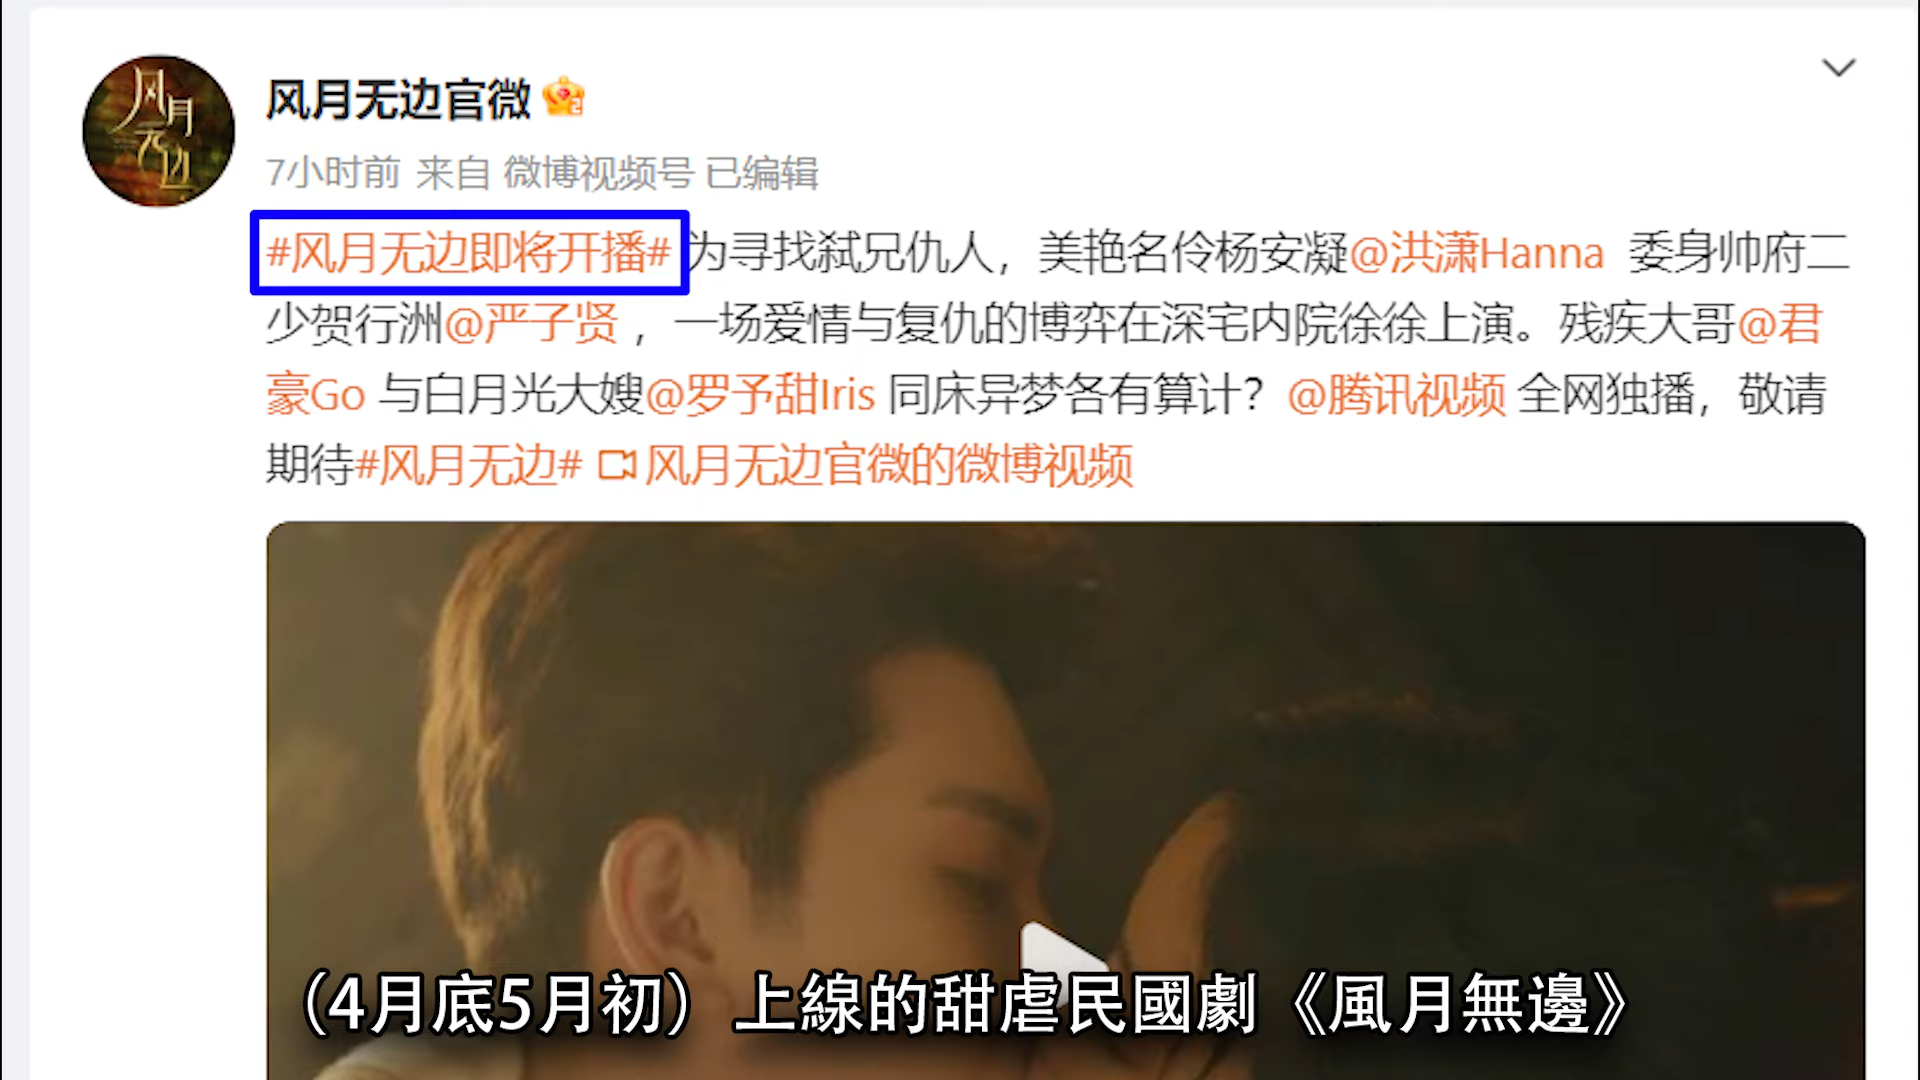 风月无边
风月无边官微
7小时前 来自 微博视频号 已编辑
#风月无边即将开播# 为寻找弑兄仇人，美艳名伶杨安凝@洪潇Hanna 委身帅府二
少贺行洲@严子贤 ，一场爱情与复仇的博弈在深宅内院徐徐上演。残疾大哥@君
豪Go 与白月光大嫂@罗予甜Iris 同床异梦各有算计？@腾讯视频 全网独播，敬请
期待#风月无边# 风月无边官微的微博视频
（4月底5月初）上線的甜虐民國劇《風月無邊》